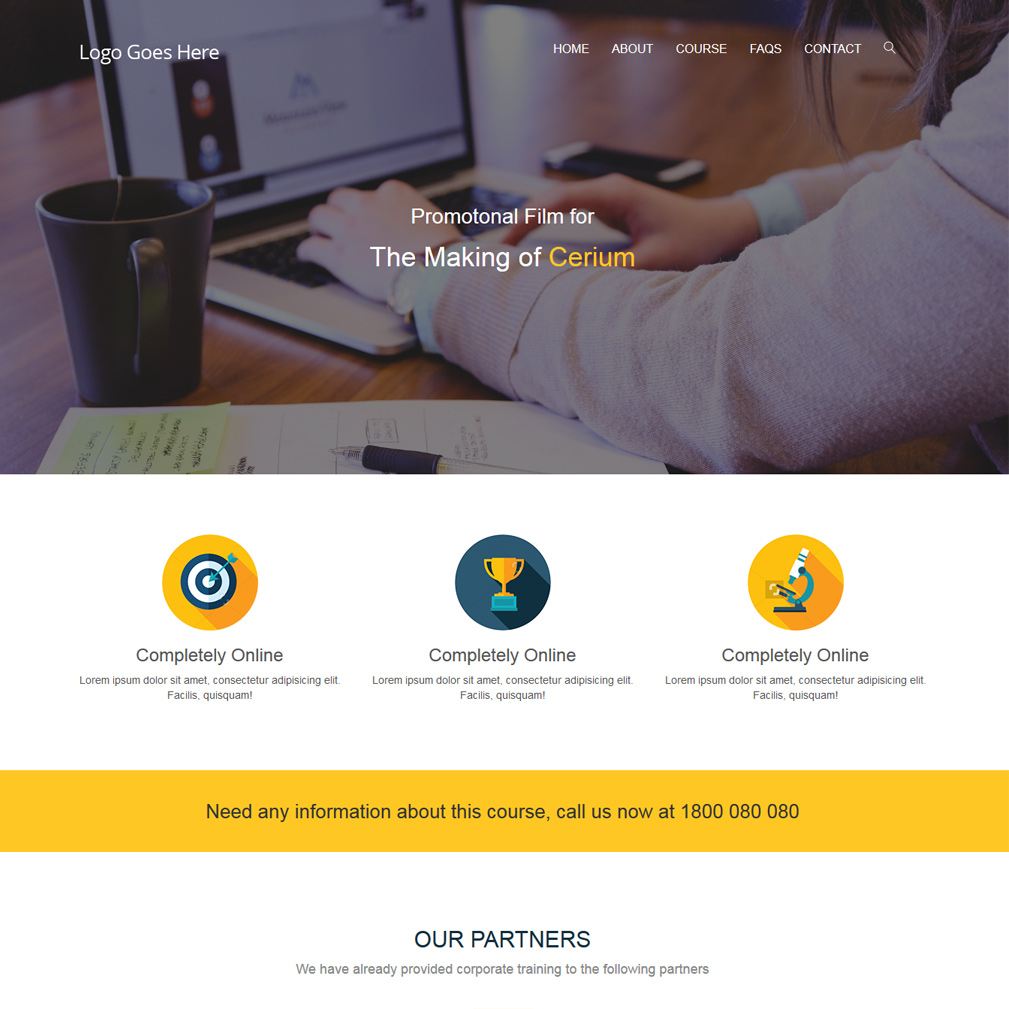 Logo Goes Here
HOME ABOUT COURSE FAQS CONTACT
Promotonal Film for
The Making of Cerium
Completely Online
Lorem ipsum dolor sit amet, consectetur adipisicing elit.
Facilis, quisquam!
Completely Online
Lorem ipsum dolor sit amet, consectetur adipisicing elit.
Facilis, quisquam!
Completely Online
Lorem ipsum dolor sit amet, consectetur adipisicing elit.
Facilis, quisquam!
Need any information about this course, call us now at 1800 080 080
OUR PARTNERS
We have already provided corporate training to the following partners